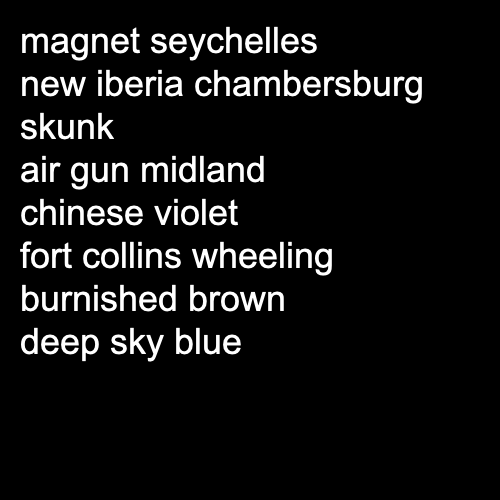 magnet seychelles
new iberia chambersburg
skunk
air gun midland
chinese violet
fort collins wheeling
burnished brown
deep sky blue